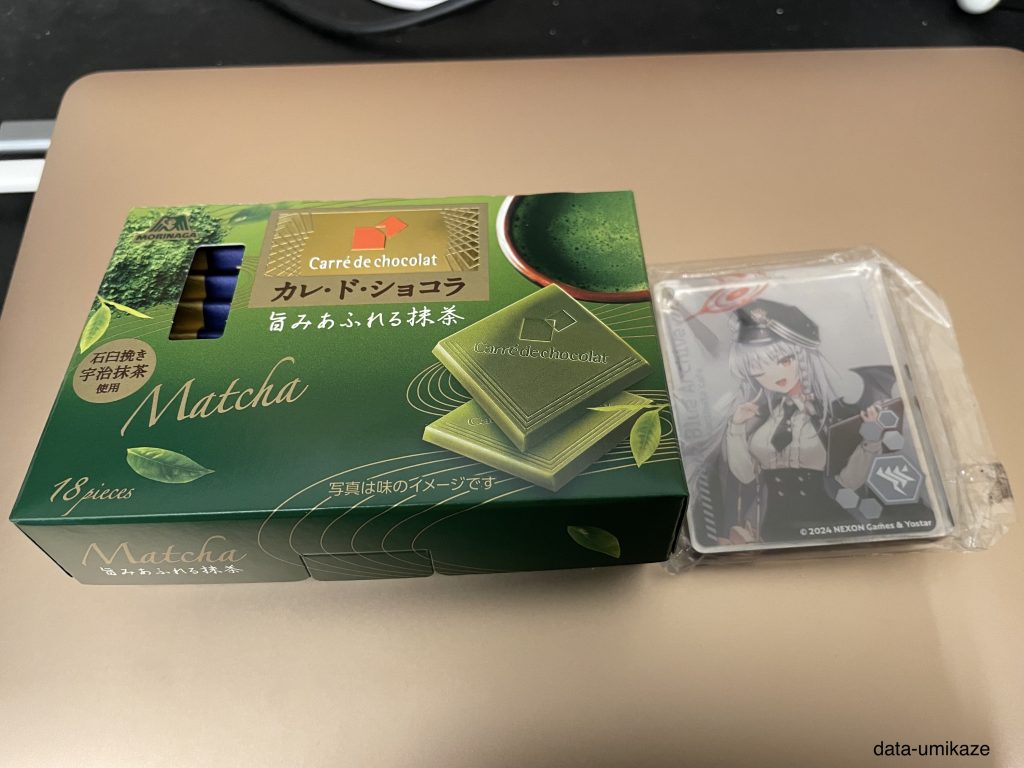 MORINAGA
Carré de chocolat
カレ・ド・ショコラ
旨みあふれる抹茶
石臼挽き
宇治抹茶
使用
Matcha
Carré de chocolat
18 pieces
写真は味のイメージです
Matcha
旨みあふれる抹茶
Blue Archive
© 2024 NEXON Games & Yostar
data-umikaze